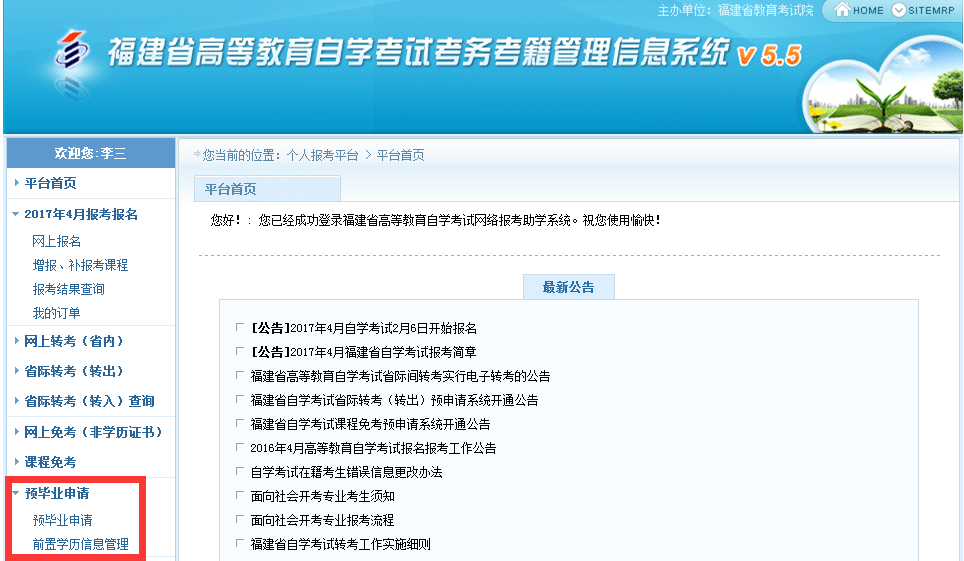 主办单位：福建省教育考试院 HOME SITEMRP
福建省高等教育自学考试考务考籍管理信息系统 V 5.5
欢迎您:李三
平台首页
2017年4月报考报名
网上报名
增报、补报考课程
报考结果查询
我的订单
网上转考（省内）
省际转考（转出）
省际转考（转入）查询
网上免考（非学历证书）
课程免考
预毕业申请
预毕业申请
前置学历信息管理
您当前的位置：个人报考平台 > 平台首页
平台首页
您好！：您已经成功登录福建省高等教育自学考试网络报考助学系统。祝您使用愉快！
最新公告
[公告]2017年4月自学考试2月6日开始报名
[公告]2017年4月福建省自学考试报考简章
福建省高等教育自学考试省际间转考实行电子转考的公告
福建省自学考试省际转考（转出）预申请系统开通公告
福建省自学考试课程免考预申请系统开通公告
2016年4月高等教育自学考试报名报考工作公告
自学考试在籍考生错误信息更改办法
面向社会开考专业考生须知
面向社会开考专业报考流程
福建省自学考试转考工作实施细则